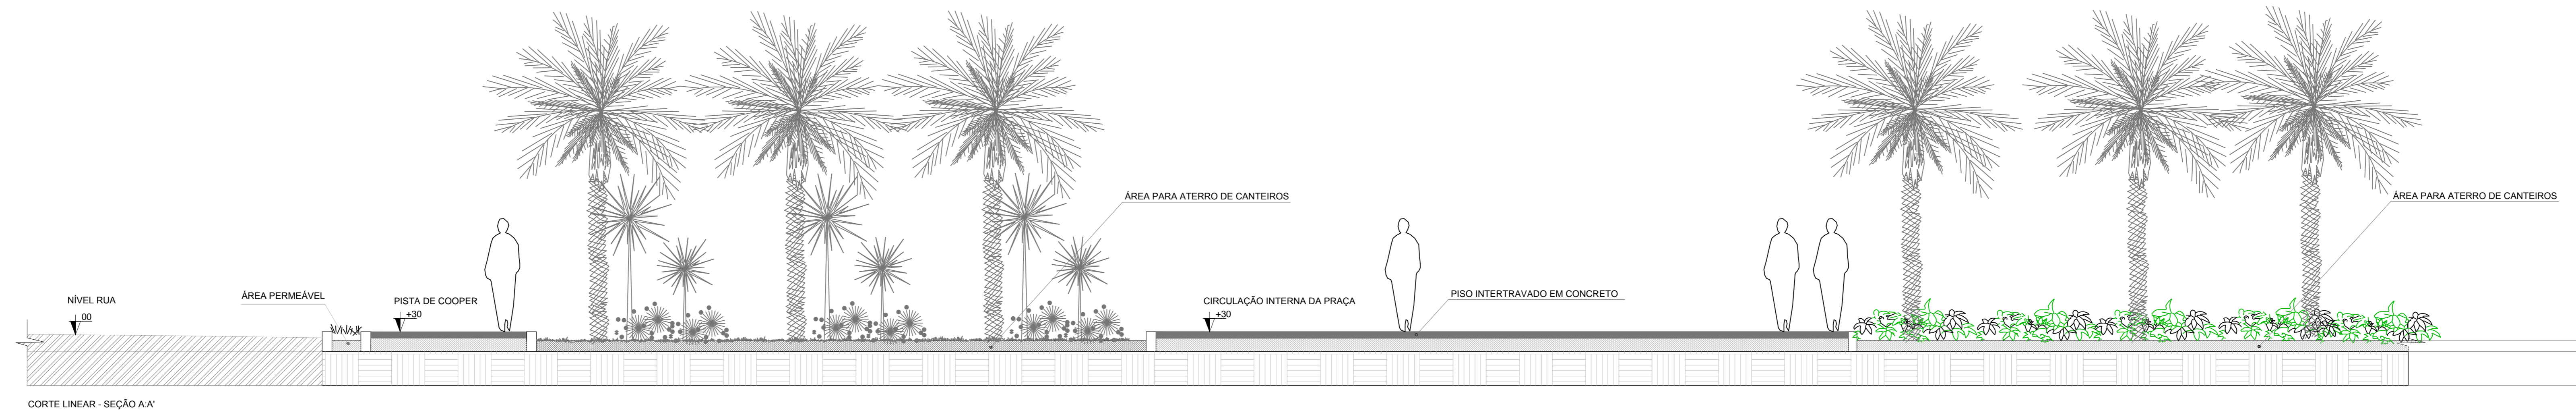 ÁREA PARA ATERRO DE CANTEIROS
ÁREA PARA ATERRO DE CANTEIROS
NÍVEL RUA
00
ÁREA PERMEÁVEL
PISTA DE COOPER
+30
CIRCULAÇÃO INTERNA DA PRAÇA
+30
PISO INTERTRAVADO EM CONCRETO
CORTE LINEAR - SEÇÃO A:A'